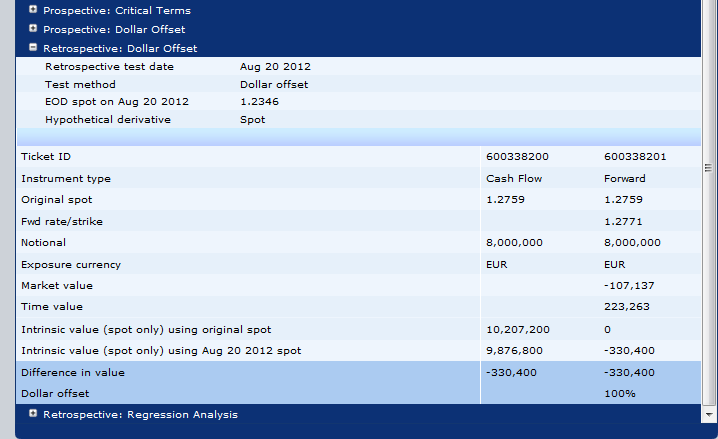 Prospective: Critical Terms
Prospective: Dollar Offset
Retrospective: Dollar Offset
Retrospective test date Aug 20 2012
Test method Dollar offset
EOD spot on Aug 20 2012 1.2346
Hypothetical derivative Spot
Ticket ID 600338200 600338201
Instrument type Cash Flow Forward
Original spot 1.2759 1.2759
Fwd rate/strike 1.2771
Notional 8,000,000 8,000,000
Exposure currency EUR EUR
Market value -107,137
Time value 223,263
Intrinsic value (spot only) using original spot 10,207,200 0
Intrinsic value (spot only) using Aug 20 2012 spot 9,876,800 -330,400
Difference in value -330,400 -330,400
Dollar offset 100%
Retrospective: Regression Analysis